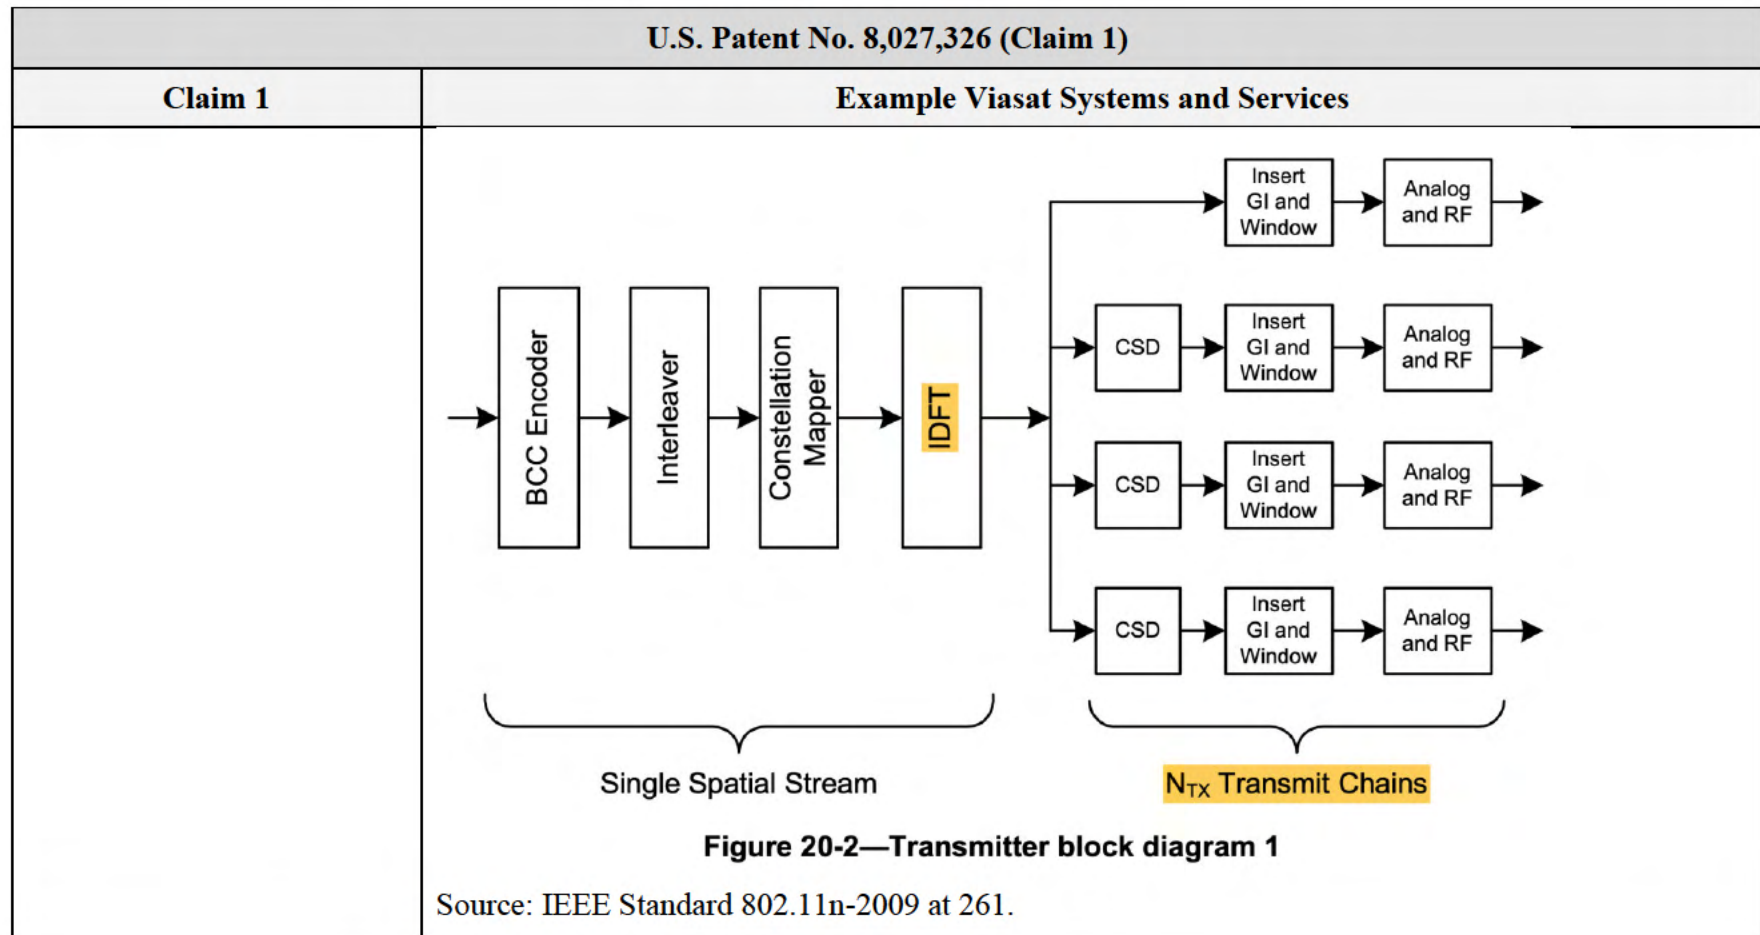 U.S. Patent No. 8,027,326 (Claim 1)
Claim 1
Example Viasat Systems and Services
BCC Encoder
Interleaver
Constellation
Mapper
IDFT
Insert
GI and
Window
Analog
and RF
CSD
Insert
GI and
Window
Analog
and RF
CSD
Insert
GI and
Window
Analog
and RF
CSD
Insert
GI and
Window
Analog
and RF
Single Spatial Stream
NTX Transmit Chains
Figure 20-2—Transmitter block diagram 1
Source: IEEE Standard 802.11n-2009 at 261.